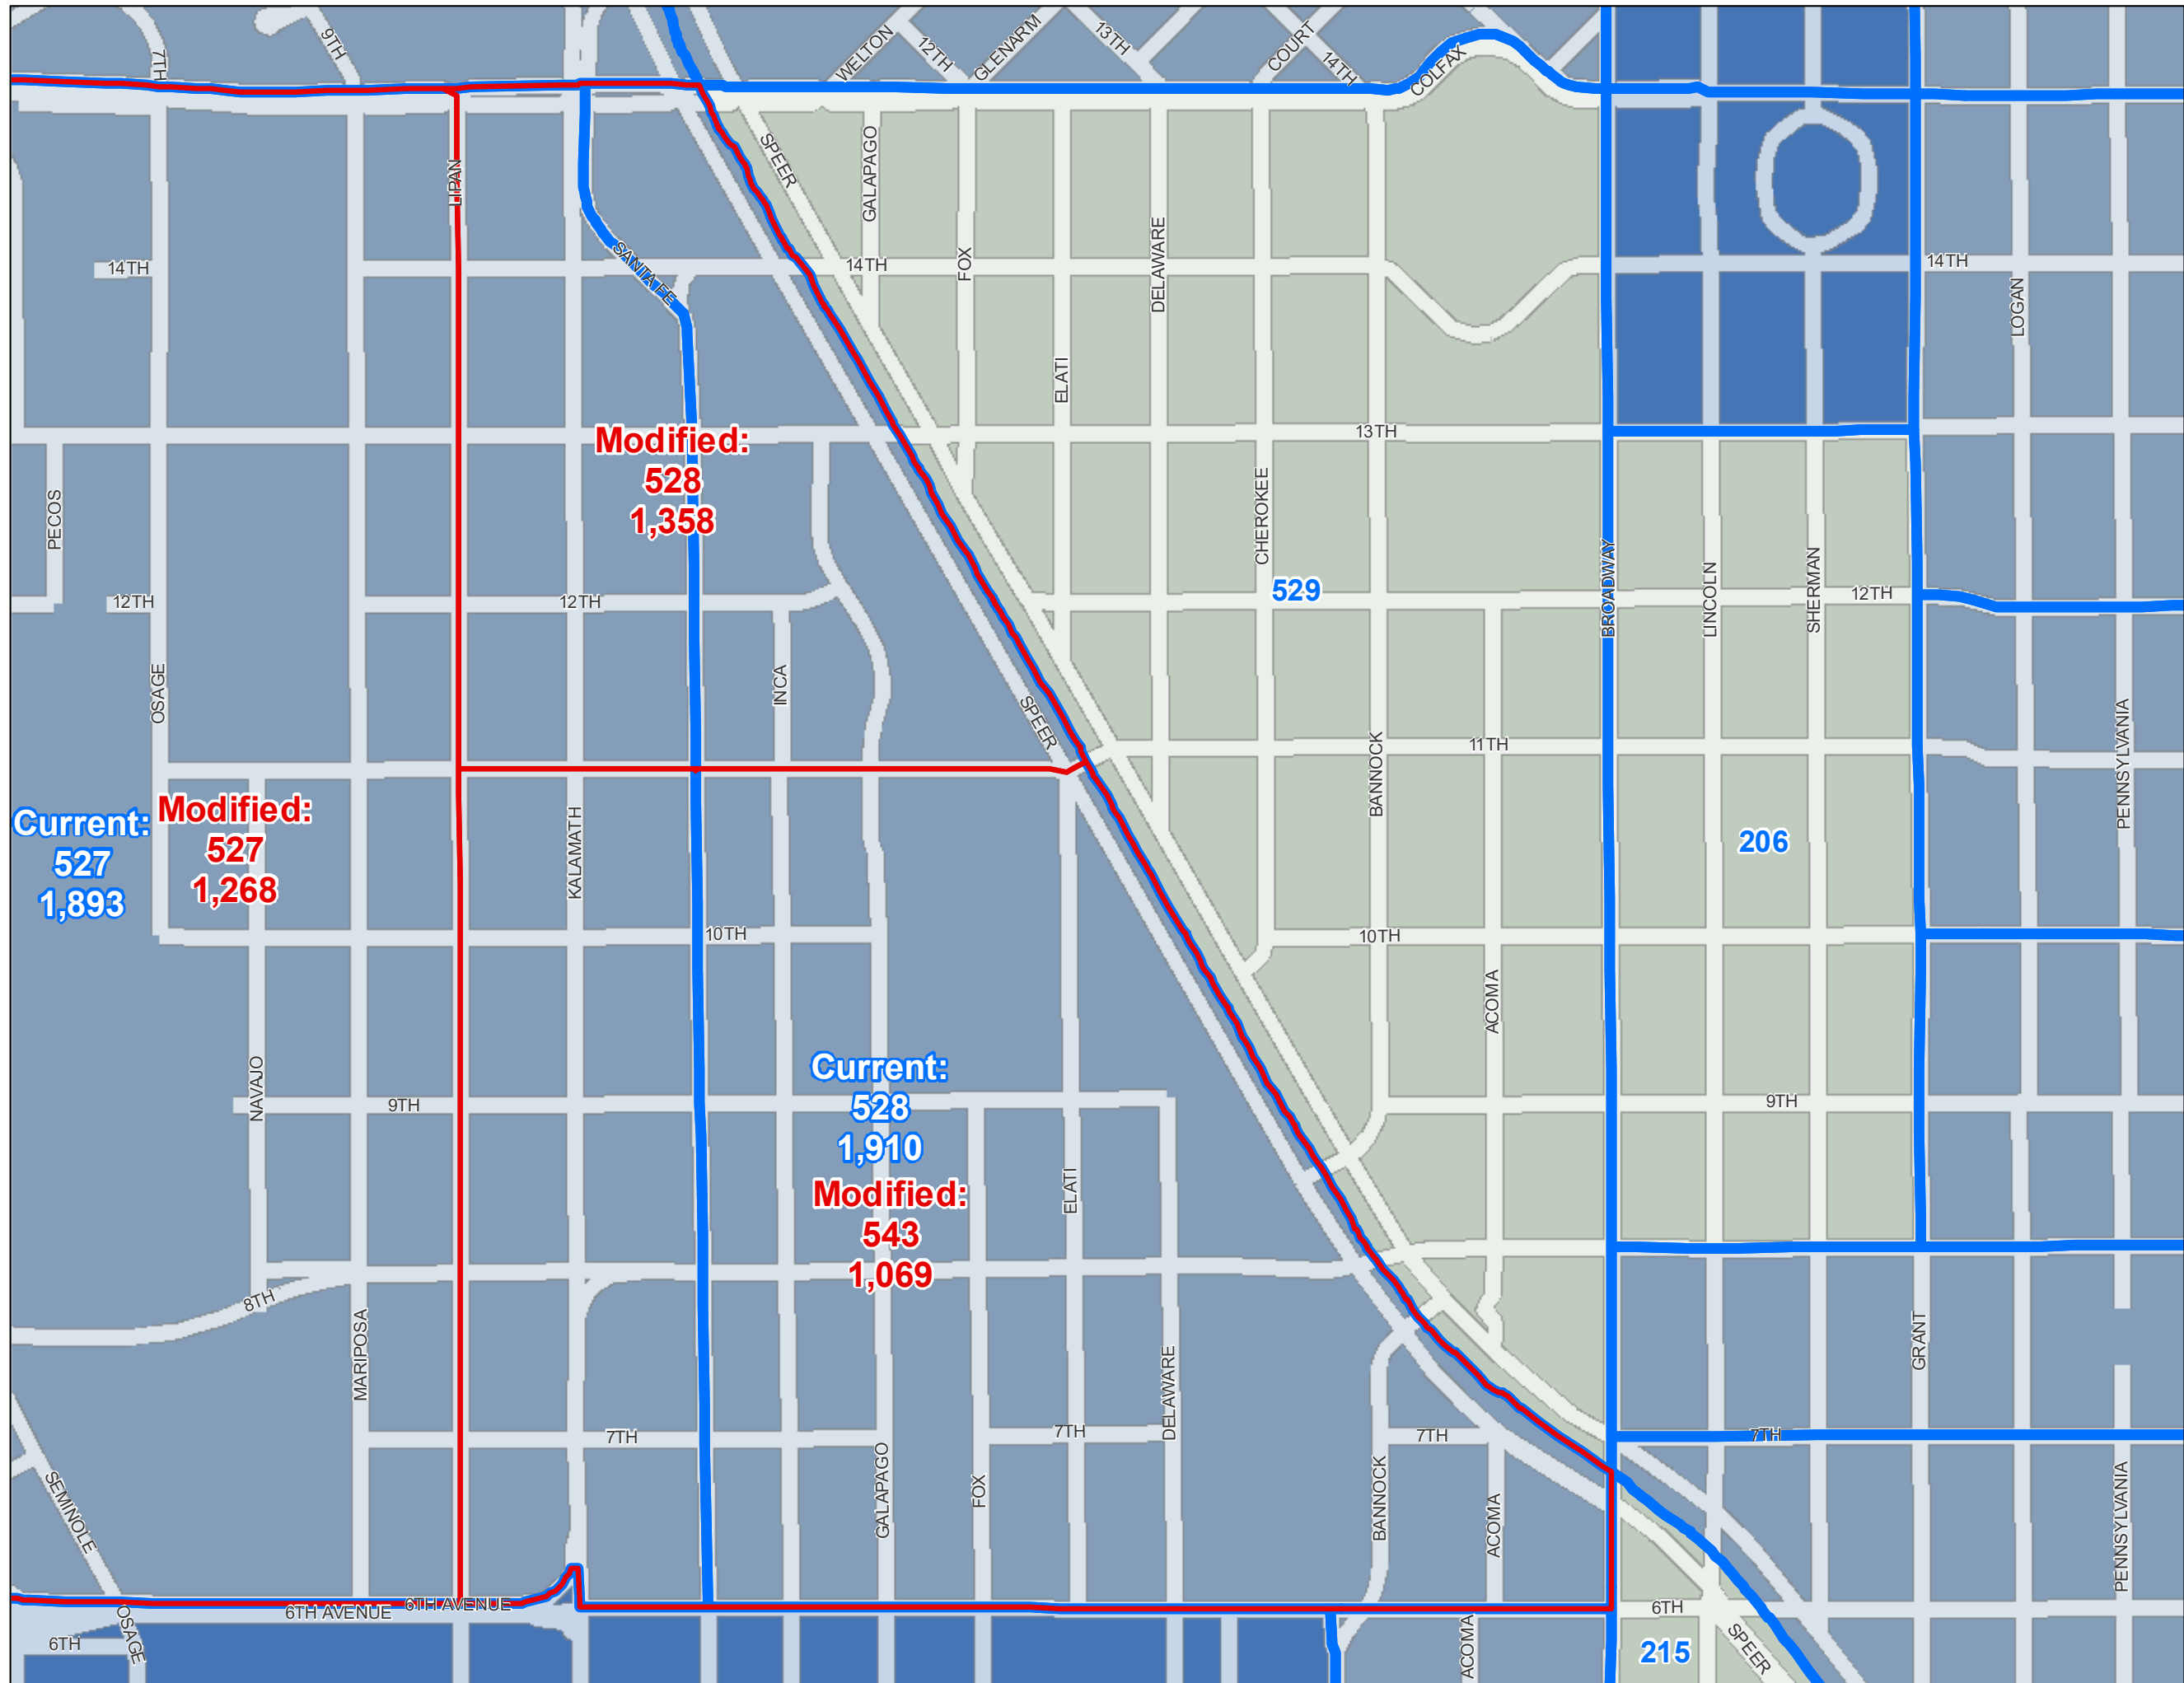 7TH
9TH
WELTON
12TH
GLENARM
13TH
COURT
14TH
COLFAX
LIPAN
SPEER
GALAPAGO
FOX
DELAWARE
14TH
SANTA FE
14TH
14TH
LOGAN
ELATI
Modified:
528
1,358
13TH
PECOS
CHEROKEE
529
BROADWAY
LINCOLN
SHERMAN
12TH
12TH
12TH
OSAGE
INCA
SPEER
11TH
BANNOCK
PENNSYLVANIA
Current:
527
1,893
Modified:
527
1,268
KALAMATH
206
10TH
10TH
ACOMA
NAVAJO
9TH
Current:
528
1,910
9TH
ELATI
Modified:
543
1,069
8TH
MARIPOSA
GRANT
DELAWARE
7TH
7TH
7TH
7TH
SEMINOLE
GALAPAGO
FOX
BANNOCK
ACOMA
PENNSYLVANIA
6TH AVENUE
6TH AVENUE
OSAGE
6TH
6TH
ACOMA
215
SPEER